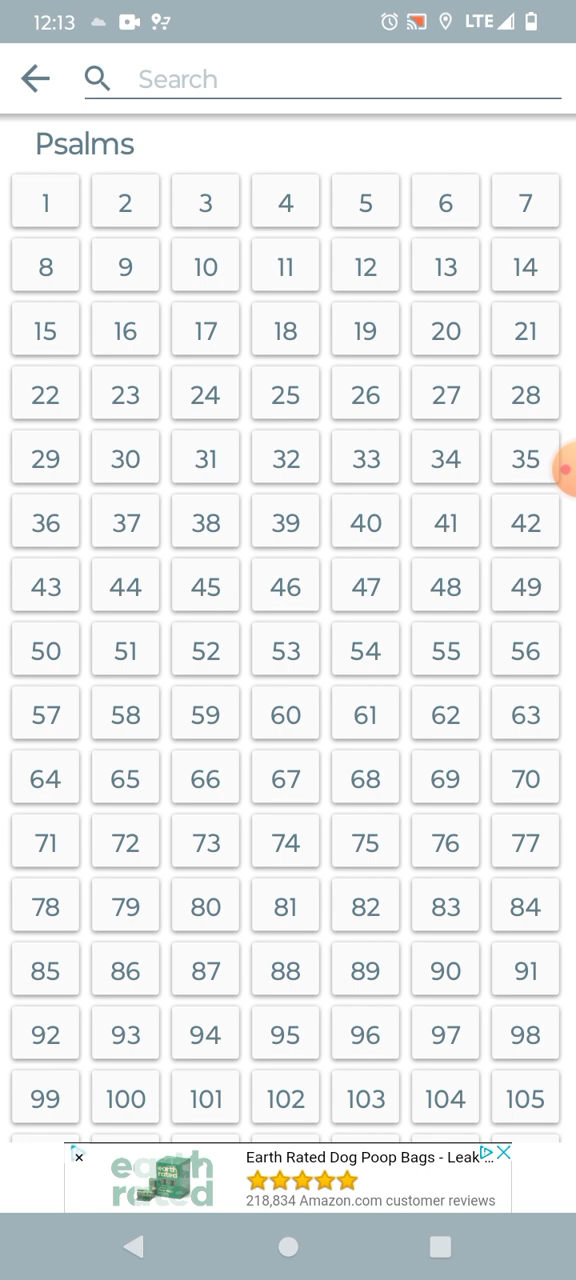 12:13 LTE
Search
Psalms
1 2 3 4 5 6 7
8 9 10 11 12 13 14
15 16 17 18 19 20 21
22 23 24 25 26 27 28
29 30 31 32 33 34 35
36 37 38 39 40 41 42
43 44 45 46 47 48 49
50 51 52 53 54 55 56
57 58 59 60 61 62 63
64 65 66 67 68 69 70
71 72 73 74 75 76 77
78 79 80 81 82 83 84
85 86 87 88 89 90 91
92 93 94 95 96 97 98
99 100 101 102 103 104 105
earth
rated
earth
rated
Earth Rated Dog Poop Bags - Leak-...
218,834 Amazon.com customer reviews